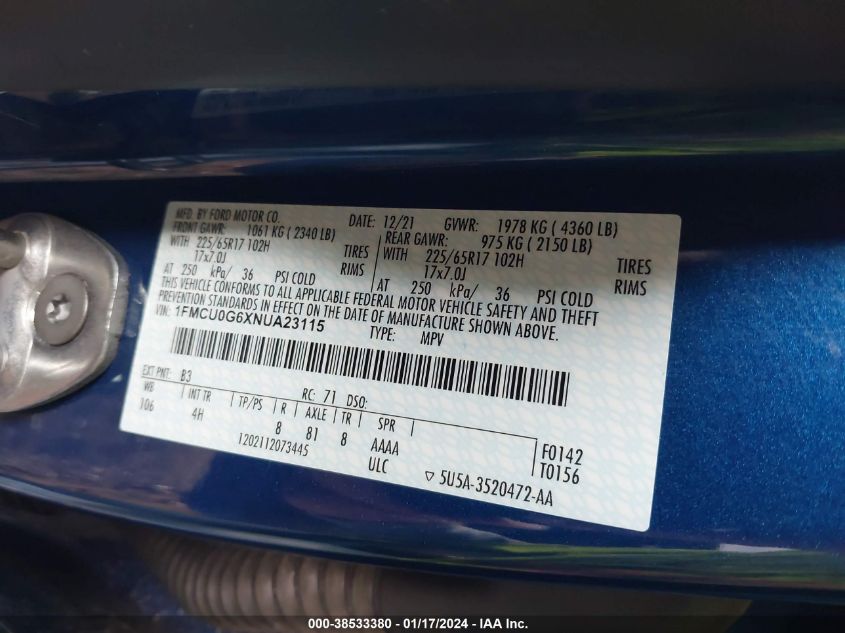 MFD. BY FORD MOTOR CO. DATE: 12/21 GVWR: 1978 KG ( 4360 LB)
FRONT GAWR: 1061 KG ( 2340 LB) REAR GAWR: 975 KG ( 2150 LB)
WITH 225/65R17 102H TIRES WITH 225/65R17 102H TIRES
17x7.0J RIMS 17x7.0J RIMS
AT 250 kPa/ 36 PSI COLD AT 250 kPa/ 36 PSI COLD
THIS VEHICLE CONFORMS TO ALL APPLICABLE FEDERAL MOTOR VEHICLE SAFETY AND THEFT
PREVENTION STANDARDS IN EFFECT ON THE DATE OF MANUFACTURE SHOWN ABOVE.
VIN: 1FMCU0G6XNUA23115
TYPE: MPV
EXT PNT: B3 RC: 71 DSO:
WB INT TR TP/PS R AXLE TR SPR
106 4H 8 81 8 AAAA
1202112073445 ULC
F0142
T0156
▽ 5U5A-3520472-AA
000-38533380 — 01/17/2024 — IAA Inc.